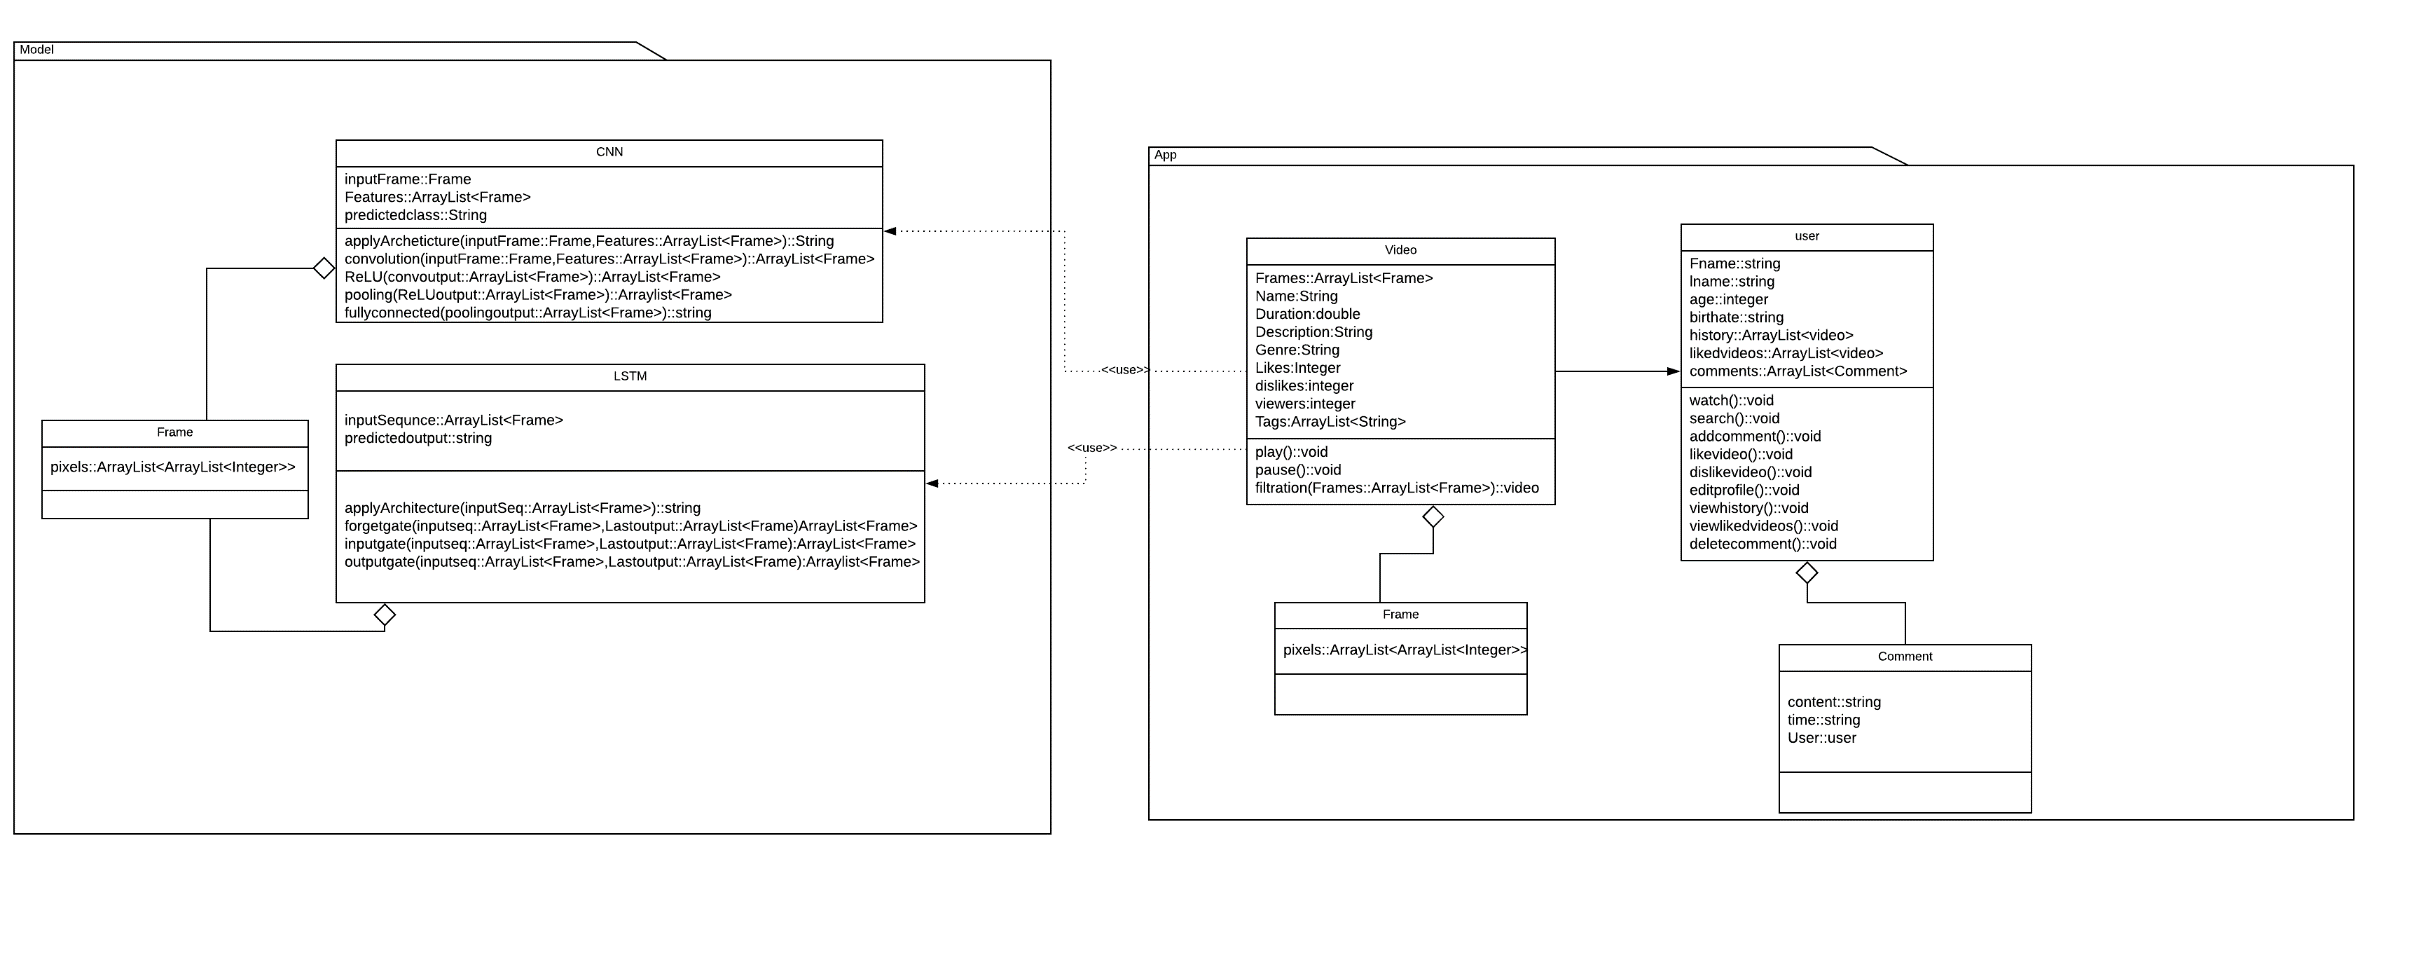 Model
CNN
inputFrame::Frame
Features::ArrayList<Frame>
predictedclass::String
applyArcheticture(inputFrame::Frame,Features::ArrayList<Frame>)::String
convolution(inputFrame::Frame,Features::ArrayList<Frame>)::ArrayList<Frame>
ReLU(convoutput::ArrayList<Frame>)::ArrayList<Frame>
pooling(ReLUoutput::ArrayList<Frame>)::Arraylist<Frame>
fullyconnected(poolingoutput::ArrayList<Frame>)::string
LSTM
inputSequnce::ArrayList<Frame>
predictedoutput::string
applyArchitecture(inputSeq::ArrayList<Frame>)::string
forgetgate(inputseq::ArrayList<Frame>,Lastoutput::ArrayList<Frame)ArrayList<Frame>
inputgate(inputseq::ArrayList<Frame>,Lastoutput::ArrayList<Frame):ArrayList<Frame>
outputgate(inputseq::ArrayList<Frame>,Lastoutput::ArrayList<Frame):Arraylist<Frame>
Frame
pixels::ArrayList<ArrayList<Integer>>
<<use>>
<<use>>
App
Video
Frames::ArrayList<Frame>
Name:String
Duration:double
Description:String
Genre:String
Likes:Integer
dislikes:integer
viewers:integer
Tags:ArrayList<String>
play()::void
pause()::void
filtration(Frames::ArrayList<Frame>)::video
Frame
pixels::ArrayList<ArrayList<Integer>>
user
Fname::string
lname::string
age::integer
birthate::string
history::ArrayList<video>
likedvideos::ArrayList<video>
comments::ArrayList<Comment>
watch()::void
search()::void
addcomment()::void
likevideo()::void
dislikevideo()::void
editprofile()::void
viewhistory()::void
viewlikedvideos()::void
deletecomment()::void
Comment
content::string
time::string
User::user